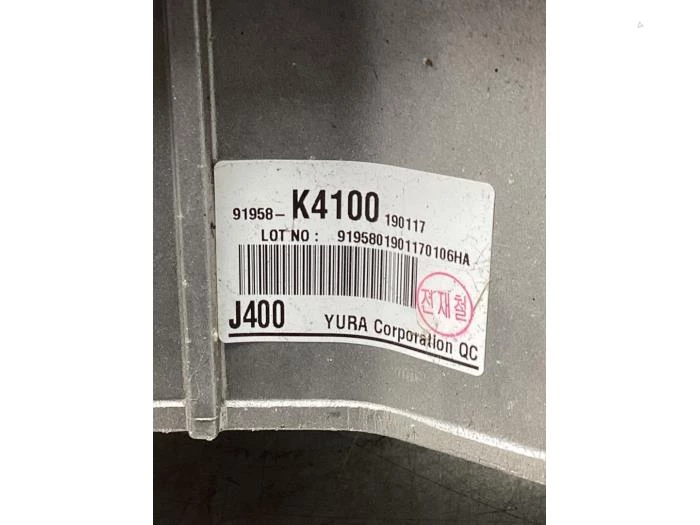 91958- K4100 190117
LOT NO : 9195801901170106HA
전재철
J400 YURA Corporation QC